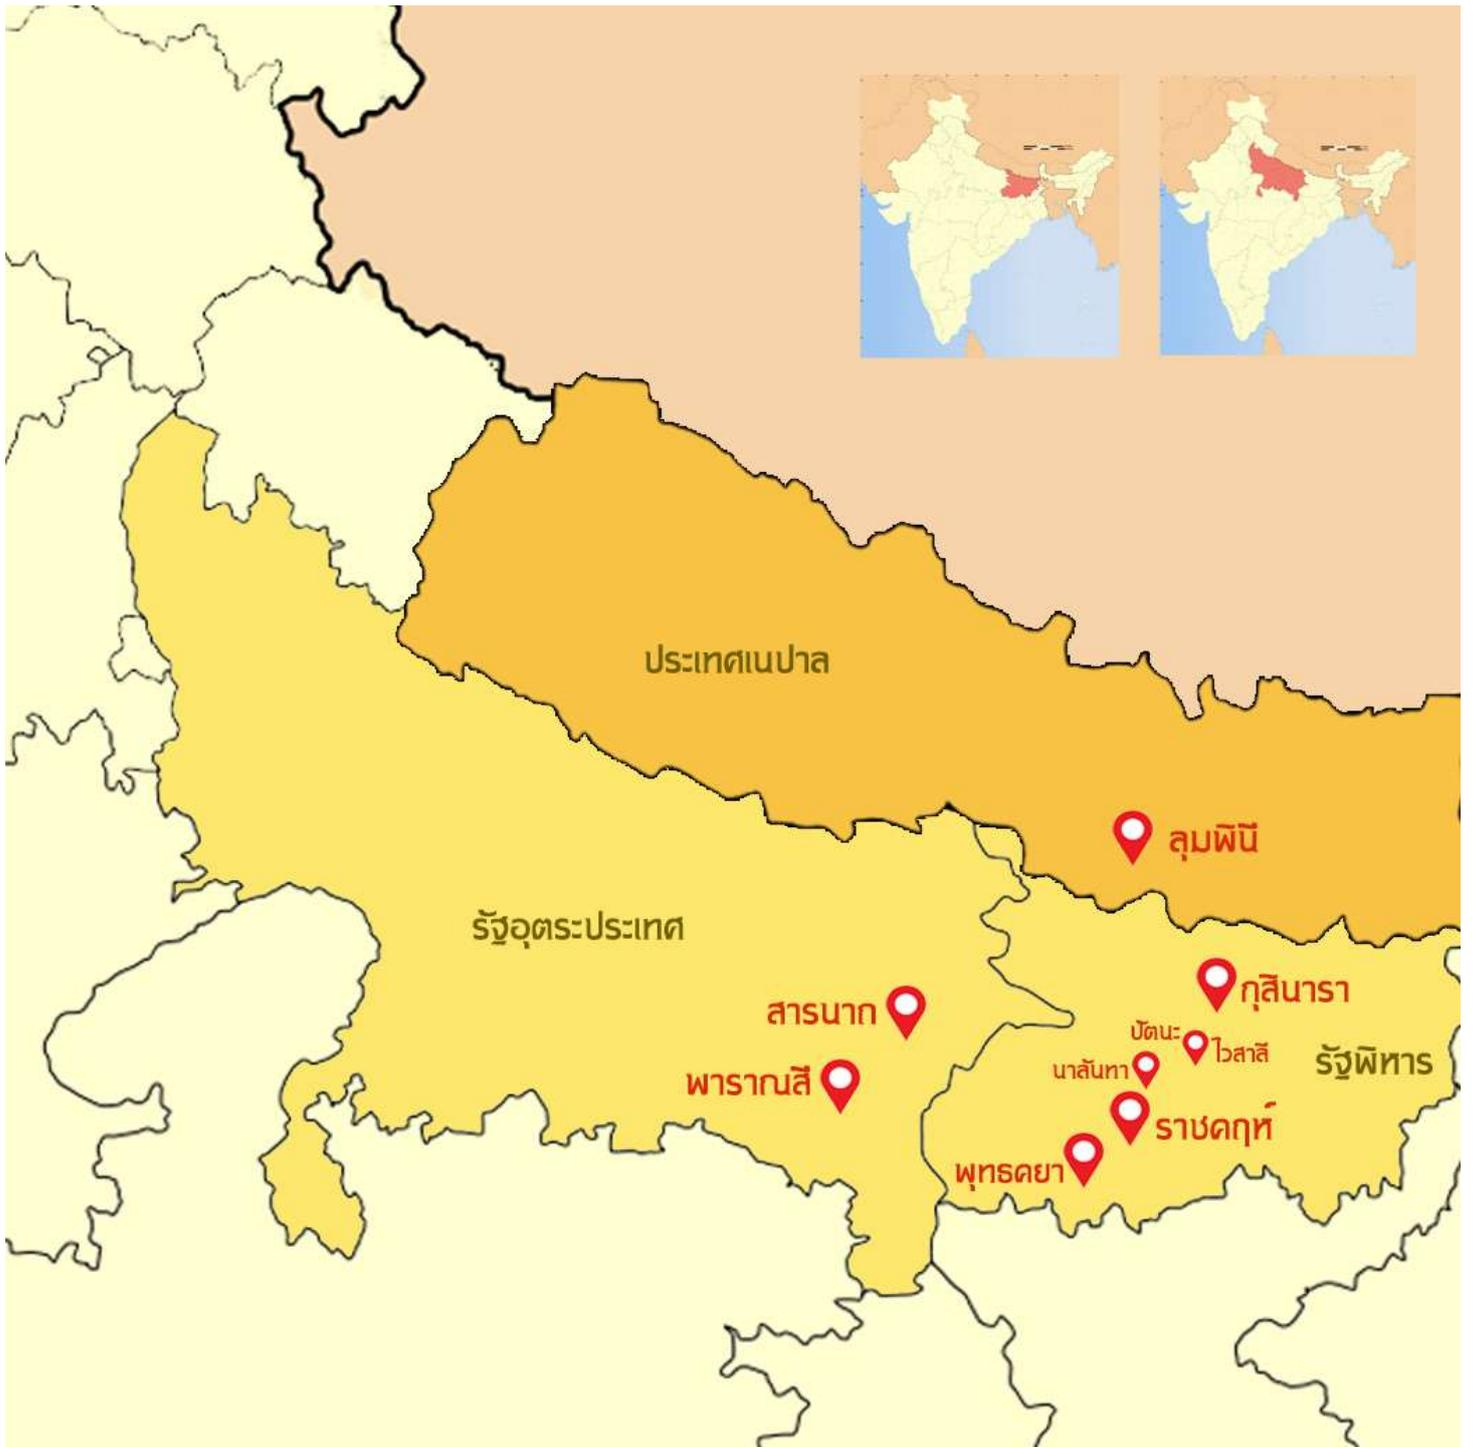 ประเทศเนปาล
ลุมพินี
รัฐอุตระประเทศ
สารนาถ
กุสินารา
ปัตนะ
ไวสาลี
รัฐพิหาร
พาราณสี
นาลันทา
ราชคฤห์
พุทธคยา